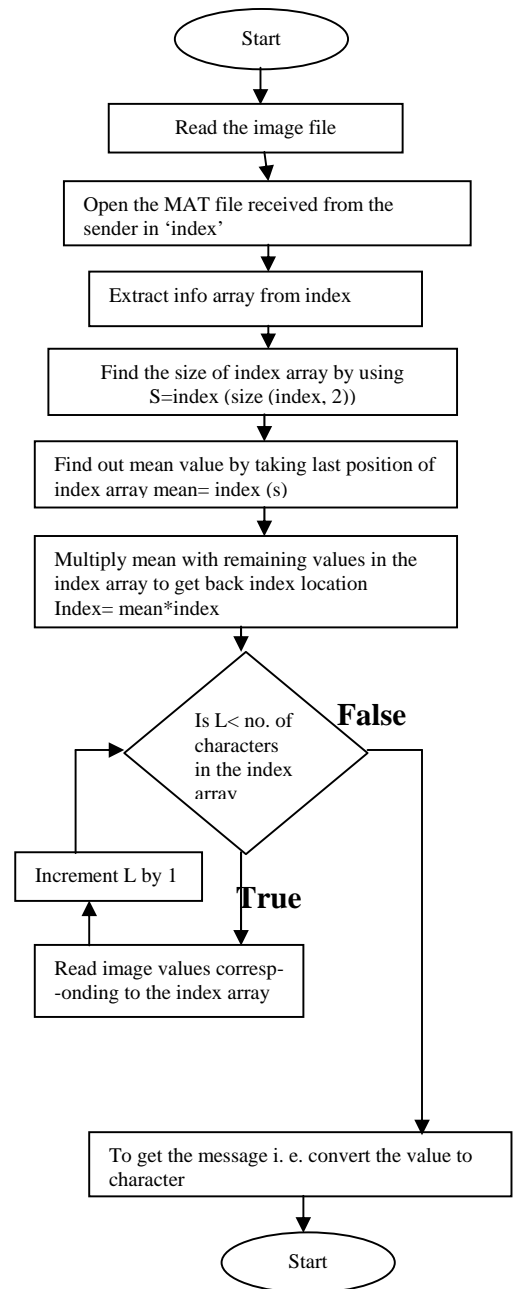 Start
Read the image file
Open the MAT file received from the
sender in ‘index’
Extract info array from index
Find the size of index array by using
S=index (size (index, 2))
Find out mean value by taking last position of
index array mean= index (s)
Multiply mean with remaining values in the
index array to get back index location
Index= mean*index
Is L< no. of
characters
in the index
array
False
Increment L by 1
True
Read image values corresp-
-onding to the index array
To get the message i. e. convert the value to
character
Start